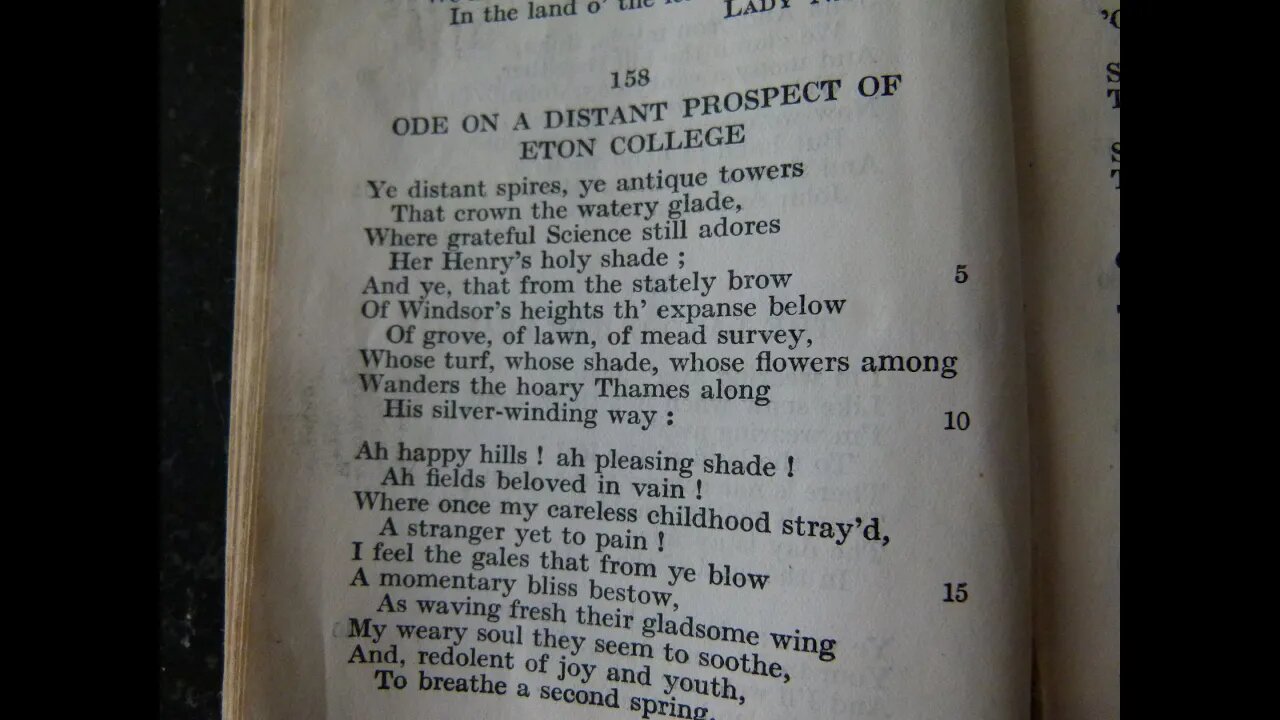 In the land o' the
LADY
158
ODE ON A DISTANT PROSPECT OF
ETON COLLEGE
Ye distant spires, ye antique towers
That crown the watery glade,
Where grateful Science still adores
Her Henry's holy shade ;
And ye, that from the stately brow 5
Of Windsor's heights th' expanse below
Of grove, of lawn, of mead survey,
Whose turf, whose shade, whose flowers among
Wanders the hoary Thames along
His silver-winding way : 10
Ah happy hills ! ah pleasing shade !
Ah fields beloved in vain !
Where once my careless childhood stray'd,
A stranger yet to pain !
I feel the gales that from ye blow 15
A momentary bliss bestow,
As waving fresh their gladsome wing
My weary soul they seem to soothe,
And, redolent of joy and youth,
To breathe a second spring.